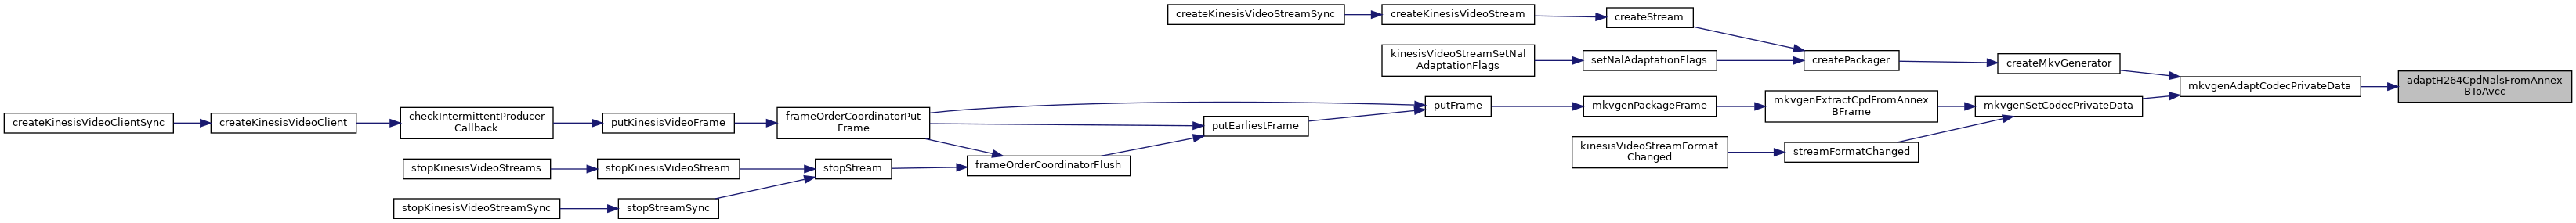 createKinesisVideoStreamSync
createKinesisVideoStream
createStream
kinesisVideoStreamSetNal
AdaptationFlags
setNalAdaptationFlags
createPackager
createMkvGenerator
mkvgenAdaptCodecPrivateData
adaptH264CpdNalsFromAnnex
BToAvcc
createKinesisVideoClientSync
createKinesisVideoClient
checkIntermittentProducer
Callback
putKinesisVideoFrame
frameOrderCoordinatorPut
Frame
putEarliestFrame
putFrame
mkvgenPackageFrame
mkvgenExtractCpdFromAnnex
BFrame
mkvgenSetCodecPrivateData
stopKinesisVideoStreams
stopKinesisVideoStream
stopStream
frameOrderCoordinatorFlush
kinesisVideoStreamFormat
Changed
streamFormatChanged
stopKinesisVideoStreamSync
stopStreamSync